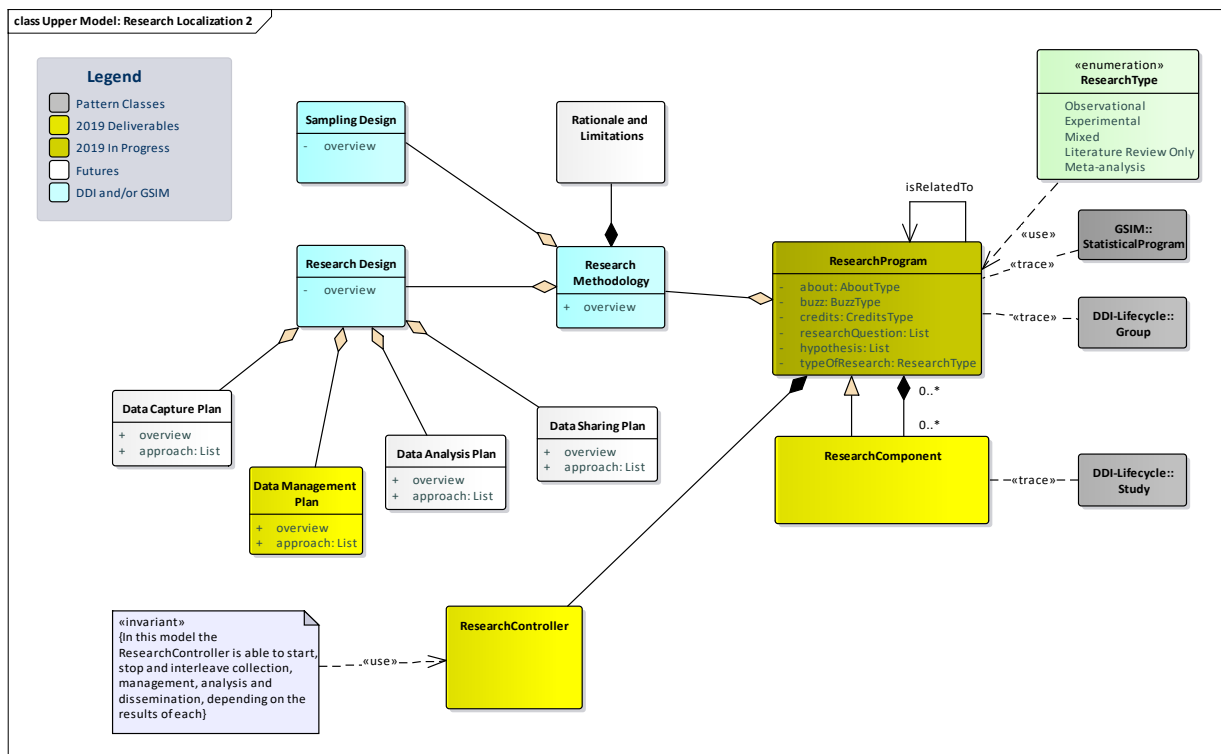 class Upper Model: Research Localization 2
Legend
Pattern Classes
2019 Deliverables
2019 In Progress
Futures
DDI and/or GSIM
Sampling Design
- overview
Rationale and
Limitations
«enumeration»
ResearchType
Observational
Experimental
Mixed
Literature Review Only
Meta-analysis
isRelatedTo
«use»
GSIM::
StatisticalProgram
«trace»
Research Design
- overview
Research
Methodology
+ overview
ResearchProgram
- about: AboutType
- buzz: BuzzType
- credits: CreditsType
- researchQuestion: List
- hypothesis: List
- typeOfResearch: ResearchType
«trace»
DDI-Lifecycle::
Group
0..*
0..*
Data Capture Plan
+ overview
+ approach: List
Data Management
Plan
+ overview
+ approach: List
Data Analysis Plan
+ overview
+ approach: List
Data Sharing Plan
+ overview
+ approach: List
ResearchComponent
«trace»
DDI-Lifecycle::
Study
«invariant»
{In this model the
ResearchController is able to start,
stop and interleave collection,
management, analysis and
dissemination, depending on the
results of each}
«use»
ResearchController